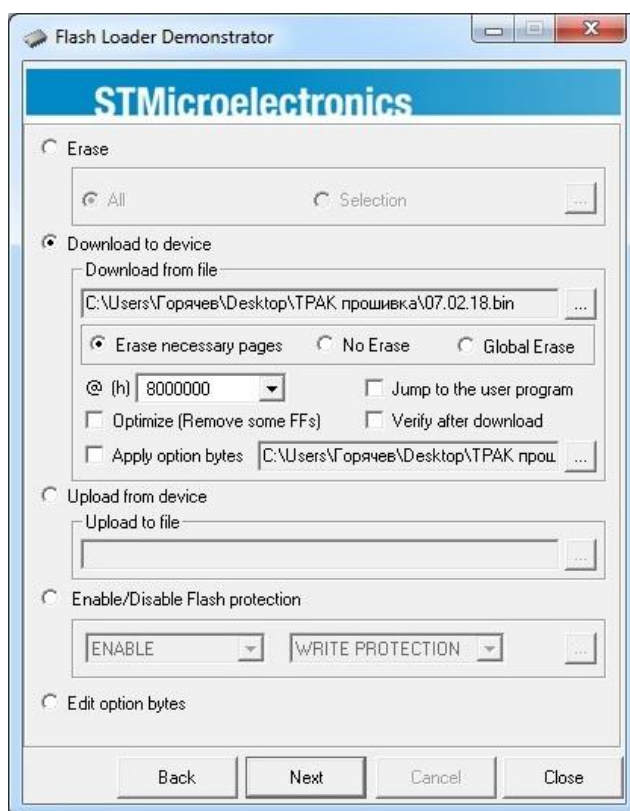 Flash Loader Demonstrator
STMicroelectronics
Erase
All Selection ...
Download to device
Download from file
C:\Users\Горячев\Desktop\ТРАК прошивка\07.02.18.bin ...
Erase necessary pages No Erase Global Erase
@ (h) 8000000 Jump to the user program
Optimize (Remove some FFs) Verify after download
Apply option bytes C:\Users\Горячев\Desktop\ТРАК прош ...
Upload from device
Upload to file
...
Enable/Disable Flash protection
ENABLE WRITE PROTECTION ...
Edit option bytes
Back Next Cancel Close